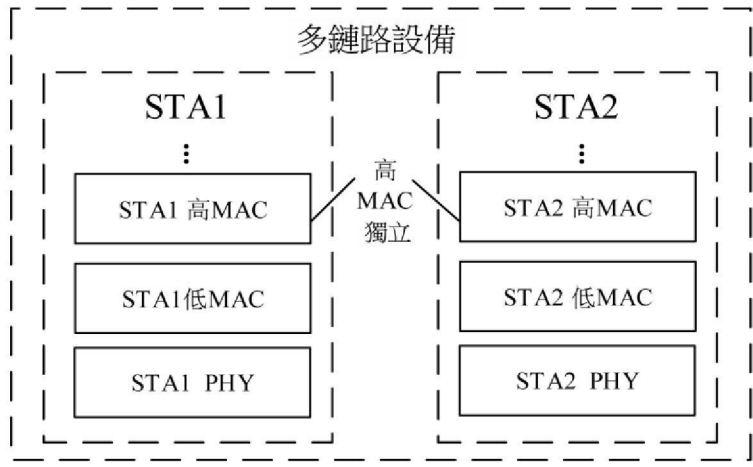 多鏈路設備
STA1
STA2
⋮
⋮
高
MAC
獨立
STA1 高MAC
STA2 高MAC
STA1低MAC
STA2 低MAC
STA1 PHY
STA2 PHY